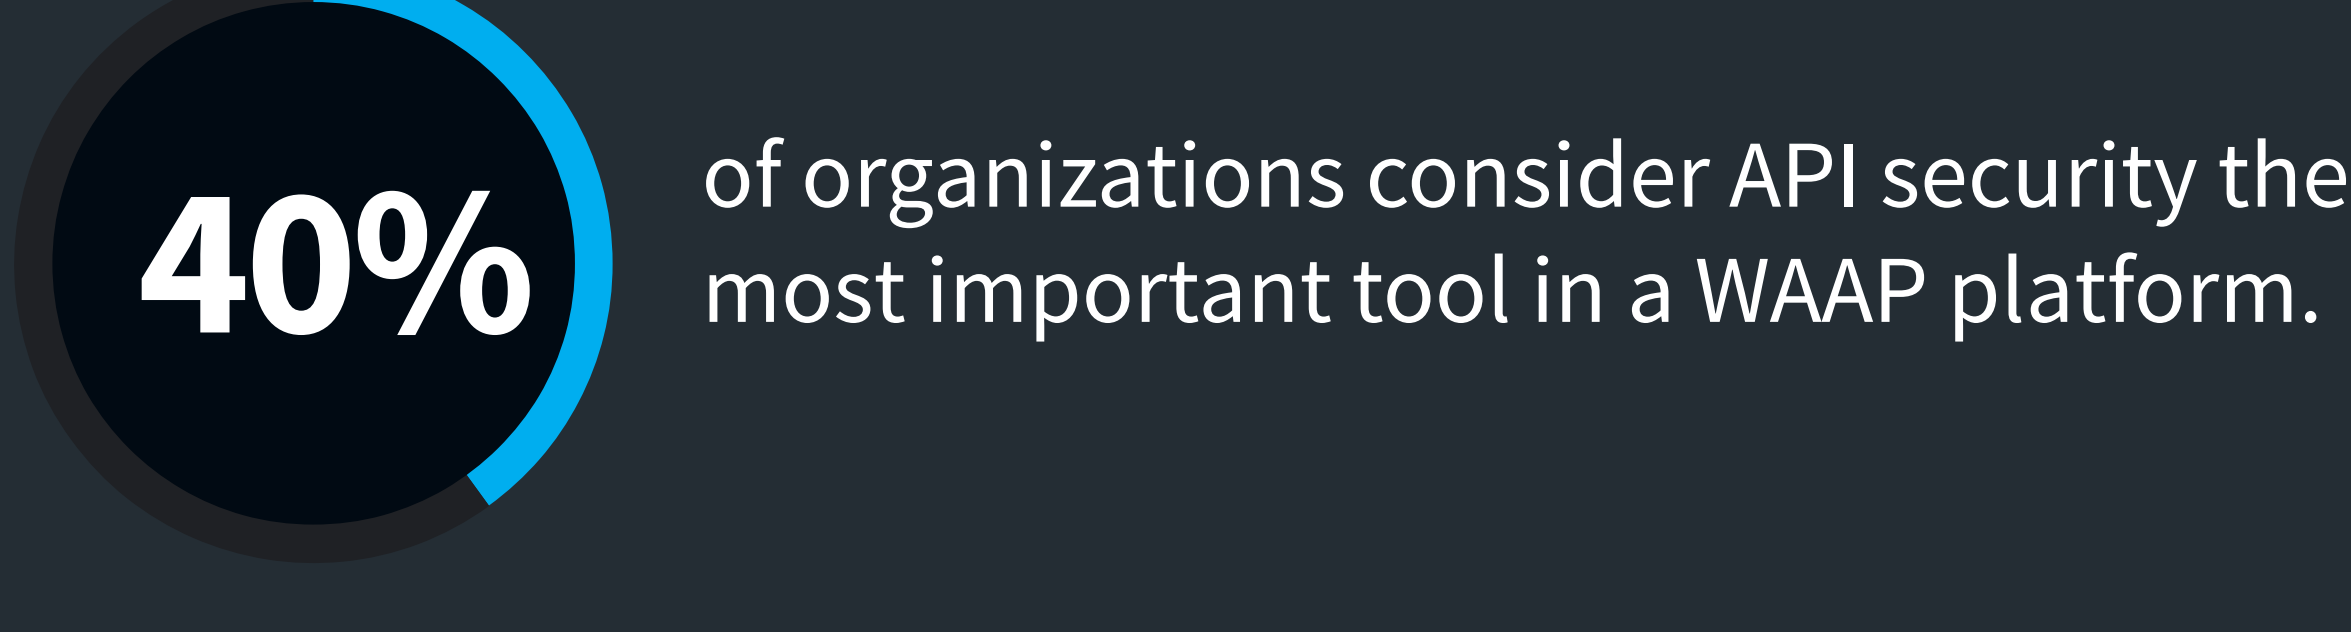 40%
of organizations consider API security the
most important tool in a WAAP platform.